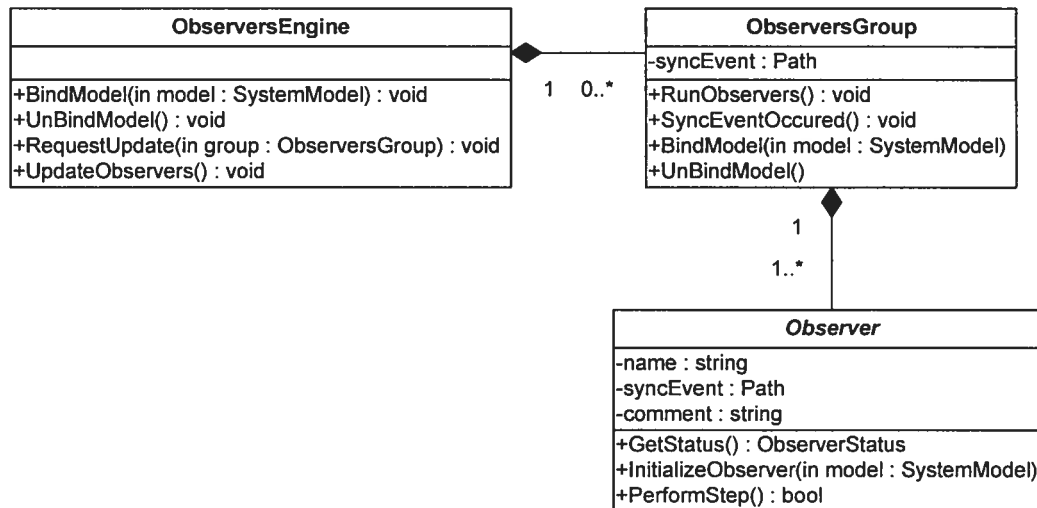 ObserversEngine
+BindModel(in model : SystemModel) : void
+UnBindModel() : void
+RequestUpdate(in group : ObserversGroup) : void
+UpdateObservers() : void
1 0..*
ObserversGroup
-syncEvent : Path
+RunObservers() : void
+SyncEventOccured() : void
+BindModel(in model : SystemModel)
+UnBindModel()
1
1..*
Observer
-name : string
-syncEvent : Path
-comment : string
+GetStatus() : ObserverStatus
+InitializeObserver(in model : SystemModel)
+PerformStep() : bool